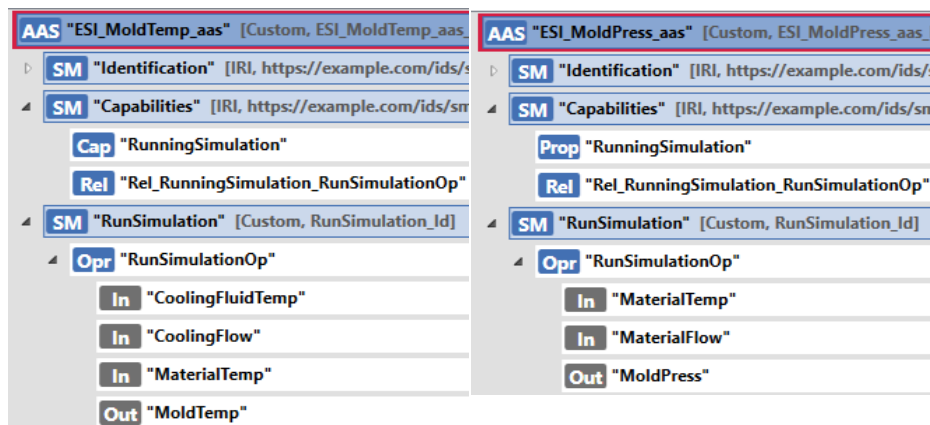 AAS "ESI_MoldTemp_aas" [Custom, ESI_MoldTemp_aas_
SM "Identification" [IRI, https://example.com/ids/s
SM "Capabilities" [IRI, https://example.com/ids/sm
Cap "RunningSimulation"
Rel "Rel_RunningSimulation_RunSimulationOp"
SM "RunSimulation" [Custom, RunSimulation_Id]
Opr "RunSimulationOp"
In "CoolingFluidTemp"
In "CoolingFlow"
In "MaterialTemp"
Out "MoldTemp"
AAS "ESI_MoldPress_aas" [Custom, ESI_MoldPress_aas_
SM "Identification" [IRI, https://example.com/ids/
SM "Capabilities" [IRI, https://example.com/ids/sm
Prop "RunningSimulation"
Rel "Rel_RunningSimulation_RunSimulationOp"
SM "RunSimulation" [Custom, RunSimulation_Id]
Opr "RunSimulationOp"
In "MaterialTemp"
In "MaterialFlow"
Out "MoldPress"